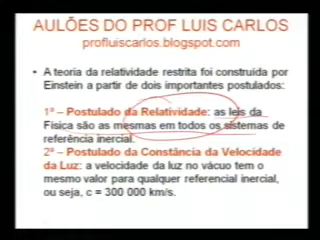 AULÕES DO PROF LUIS CARLOS
profluiscarlos.blogspot.com
• A teoria da relatividade restrita foi construída por
Einstein a partir de dois importantes postulados:
1ª – Postulado da Relatividade: as leis da
Física são as mesmas em todos os sistemas de
referência inercial.
2ª – Postulado da Constância da Velocidade
da Luz: a velocidade da luz no vácuo tem o
mesmo valor para qualquer referencial inercial,
ou seja, c = 300 000 km/s.